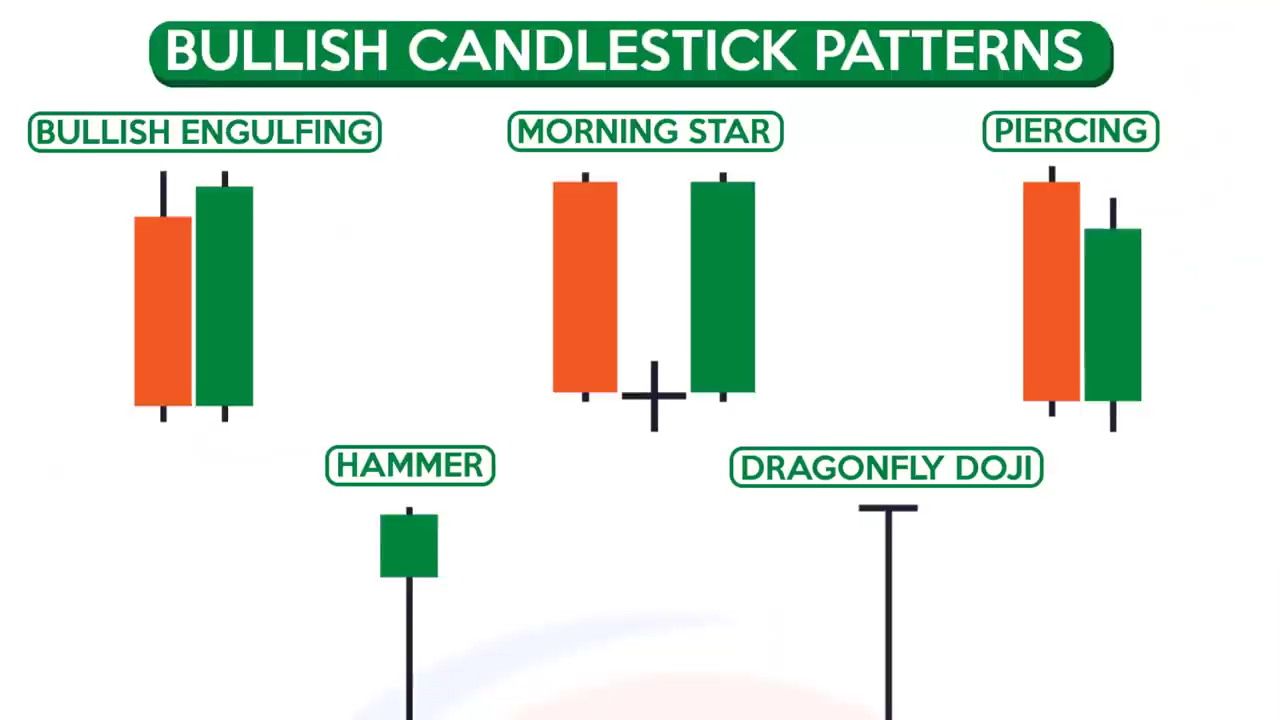 BULLISH CANDLESTICK PATTERNS
BULLISH ENGULFING
MORNING STAR
PIERCING
HAMMER
DRAGONFLY DOJI